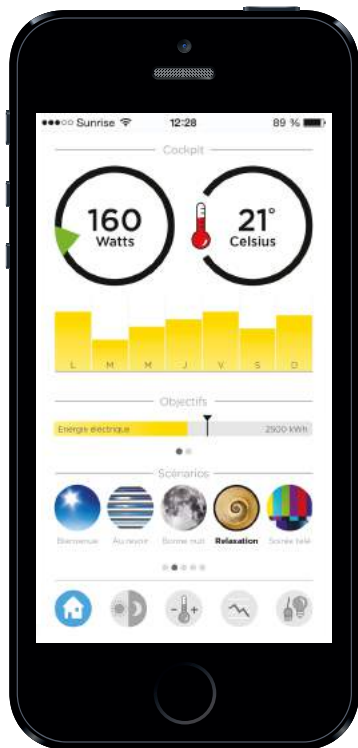 Sunrise 12:28 89 %
Cockpit
160
Watts
21°
Celsius
L M M J V S D
Objectifs
Energie électrique 2900 kWh
Scénarios
Bienvenue Au revoir Bonne nuit Relaxation Soirée télé
- +